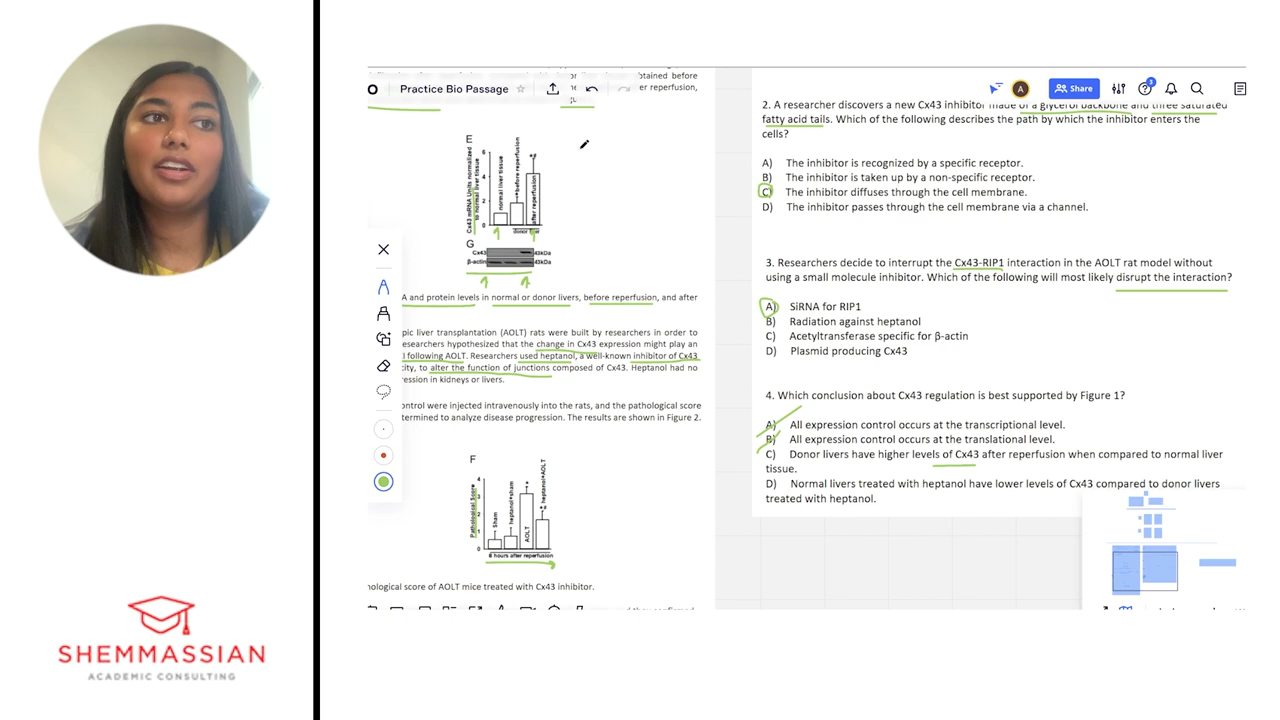 btained before
er reperfusion,
Practice Bio Passage
E
Cx43 mRNA Units normalized
to normal liver tissue
6
4
2
0
normal liver tissue
*before reperfusion
*#
after reperfusion
donor liver
G
Cx43
43kDa
β-actin
43kDa
A and protein levels in normal or donor livers, before reperfusion, and after
pic liver transplantation (AOLT) rats were built by researchers in order to
esearchers hypothesized that the change in Cx43 expression might play an
l following AOLT. Researchers used heptanol, a well-known inhibitor of Cx43
city, to alter the function of junctions composed of Cx43. Heptanol had no
ression in kidneys or livers.
ontrol were injected intravenously into the rats, and the pathological score
termined to analyze disease progression. The results are shown in Figure 2.
F
Pathological Score
4
3
2
1
0
Sham
heptanol+sham
*
AOLT
*# heptanol+AOLT
8 hours after reperfusion
hological score of AOLT mice treated with Cx43 inhibitor.
A
Share
3
2. A researcher discovers a new Cx43 inhibitor made of a glycerol backbone and three saturated
fatty acid tails. Which of the following describes the path by which the inhibitor enters the
cells?
A) The inhibitor is recognized by a specific receptor.
B) The inhibitor is taken up by a non-specific receptor.
C) The inhibitor diffuses through the cell membrane.
D) The inhibitor passes through the cell membrane via a channel.
3. Researchers decide to interrupt the Cx43-RIP1 interaction in the AOLT rat model without
using a small molecule inhibitor. Which of the following will most likely disrupt the interaction?
A) SiRNA for RIP1
B) Radiation against heptanol
C) Acetyltransferase specific for β-actin
D) Plasmid producing Cx43
4. Which conclusion about Cx43 regulation is best supported by Figure 1?
A) All expression control occurs at the transcriptional level.
B) All expression control occurs at the translational level.
C) Donor livers have higher levels of Cx43 after reperfusion when compared to normal liver
tissue.
D) Normal livers treated with heptanol have lower levels of Cx43 compared to donor livers
treated with heptanol.
SHEMMASSIAN
ACADEMIC CONSULTING